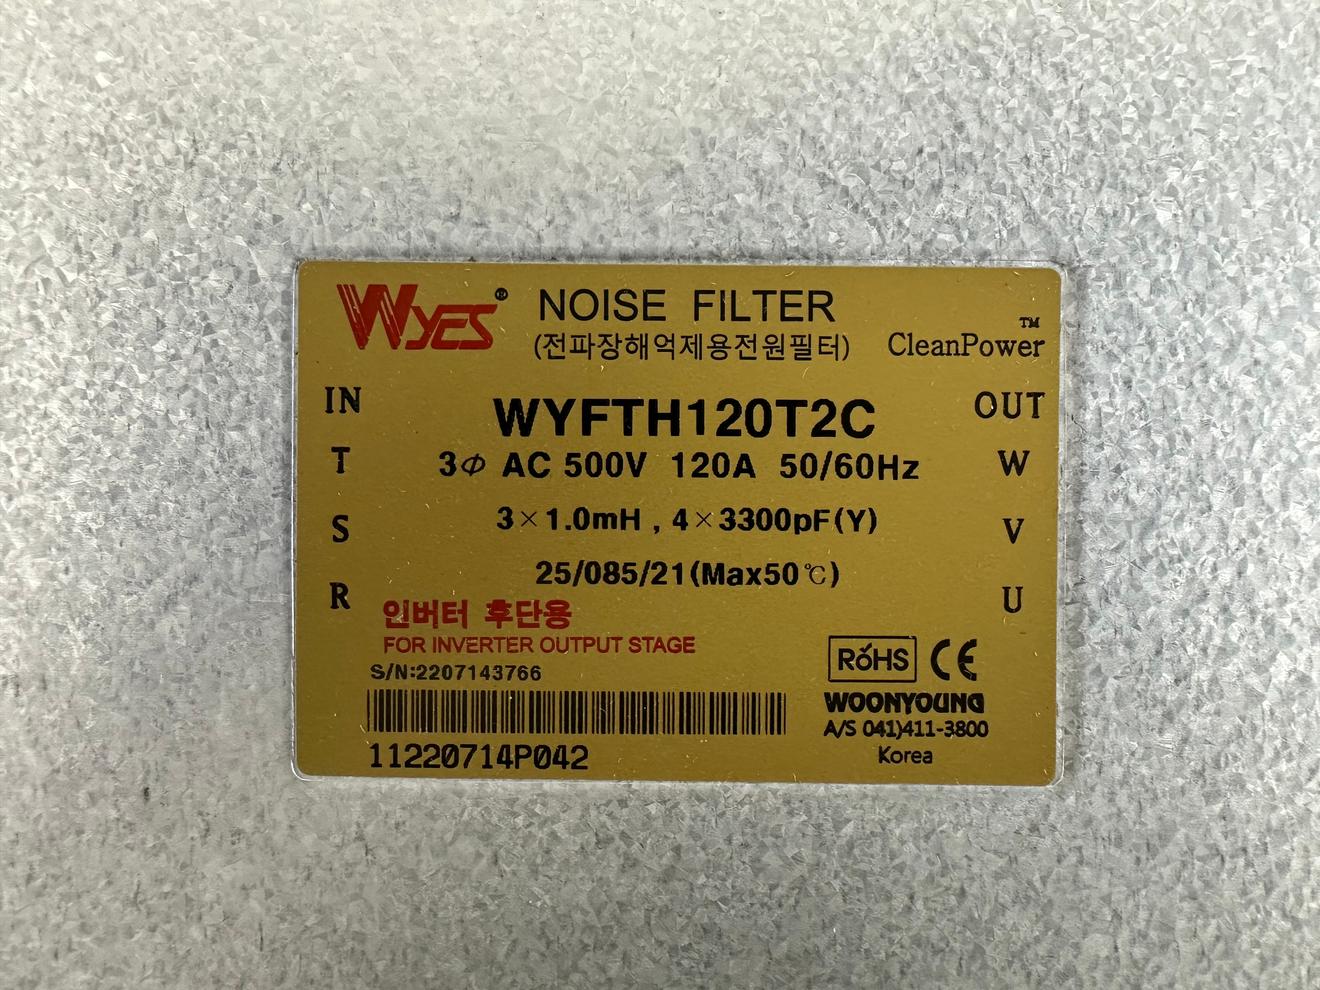 WYES® NOISE FILTER
(전파장해억제용전원필터) CleanPower™
IN WYFTH120T2C OUT
T 3Φ AC 500V 120A 50/60Hz W
S 3×1.0mH , 4×3300pF(Y) V
25/085/21(Max50℃)
R 인버터 후단용 U
FOR INVERTER OUTPUT STAGE
S/N:2207143766
RoHS CE
WOONYOUNG
A/S 041)411-3800
11220714P042 Korea